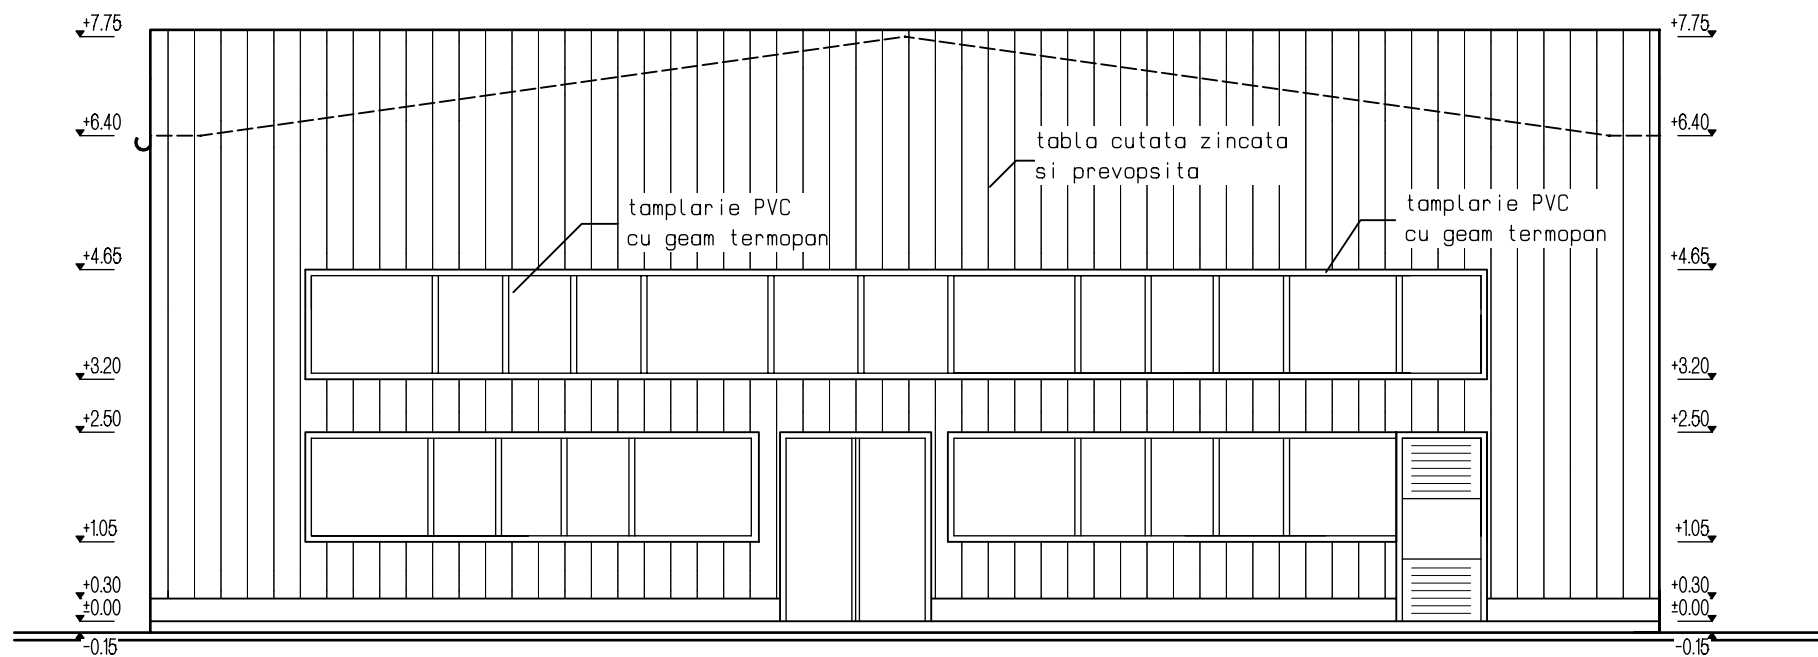 +7.75 +7.75
+6.40 +6.40
tabla cutata zincata
si prevopsita
tamplarie PVC
cu geam termopan
tamplarie PVC
cu geam termopan
+4.65 +4.65
+3.20 +3.20
+2.50 +2.50
+1.05 +1.05
+0.30 +0.30
±0.00 ±0.00
-0.15 -0.15